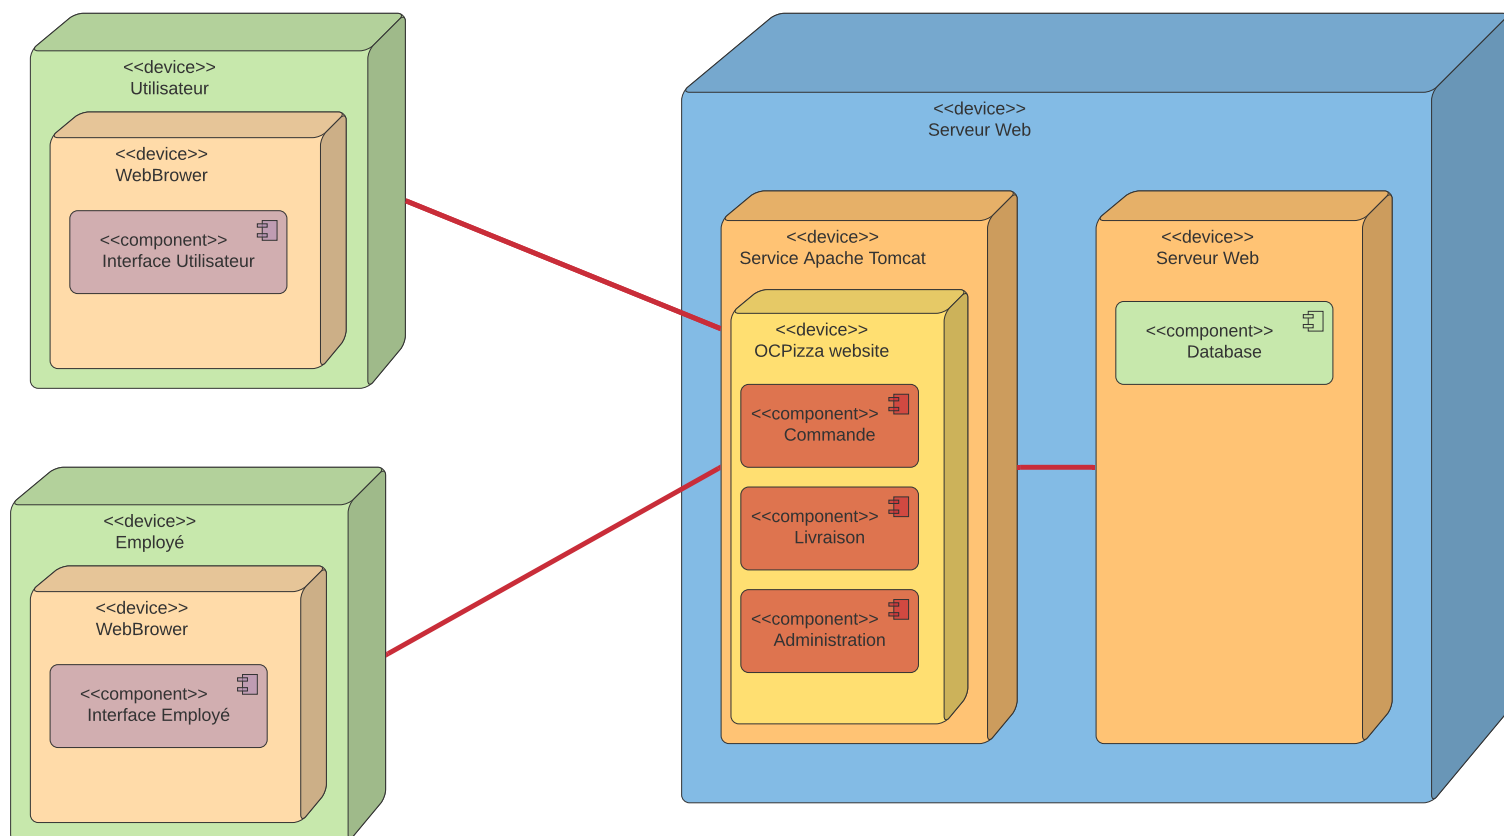 <<device>>
Utilisateur
<<device>>
WebBrower
<<component>>
Interface Utilisateur
<<device>>
Employé
<<device>>
WebBrower
<<component>>
Interface Employé
<<device>>
Serveur Web
<<device>>
Service Apache Tomcat
<<device>>
OCPizza website
<<component>>
Commande
<<component>>
Livraison
<<component>>
Administration
<<device>>
Serveur Web
<<component>>
Database